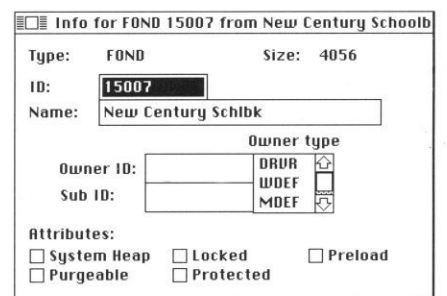 Info for FOND 15007 from New Century Schoolb
Type: FOND Size: 4056
ID: 15007
Name: New Century Schlbk
Owner type
Owner ID: DRVR
WDEF
Sub ID: MDEF
Attributes:
System Heap Locked Preload
Purgeable Protected